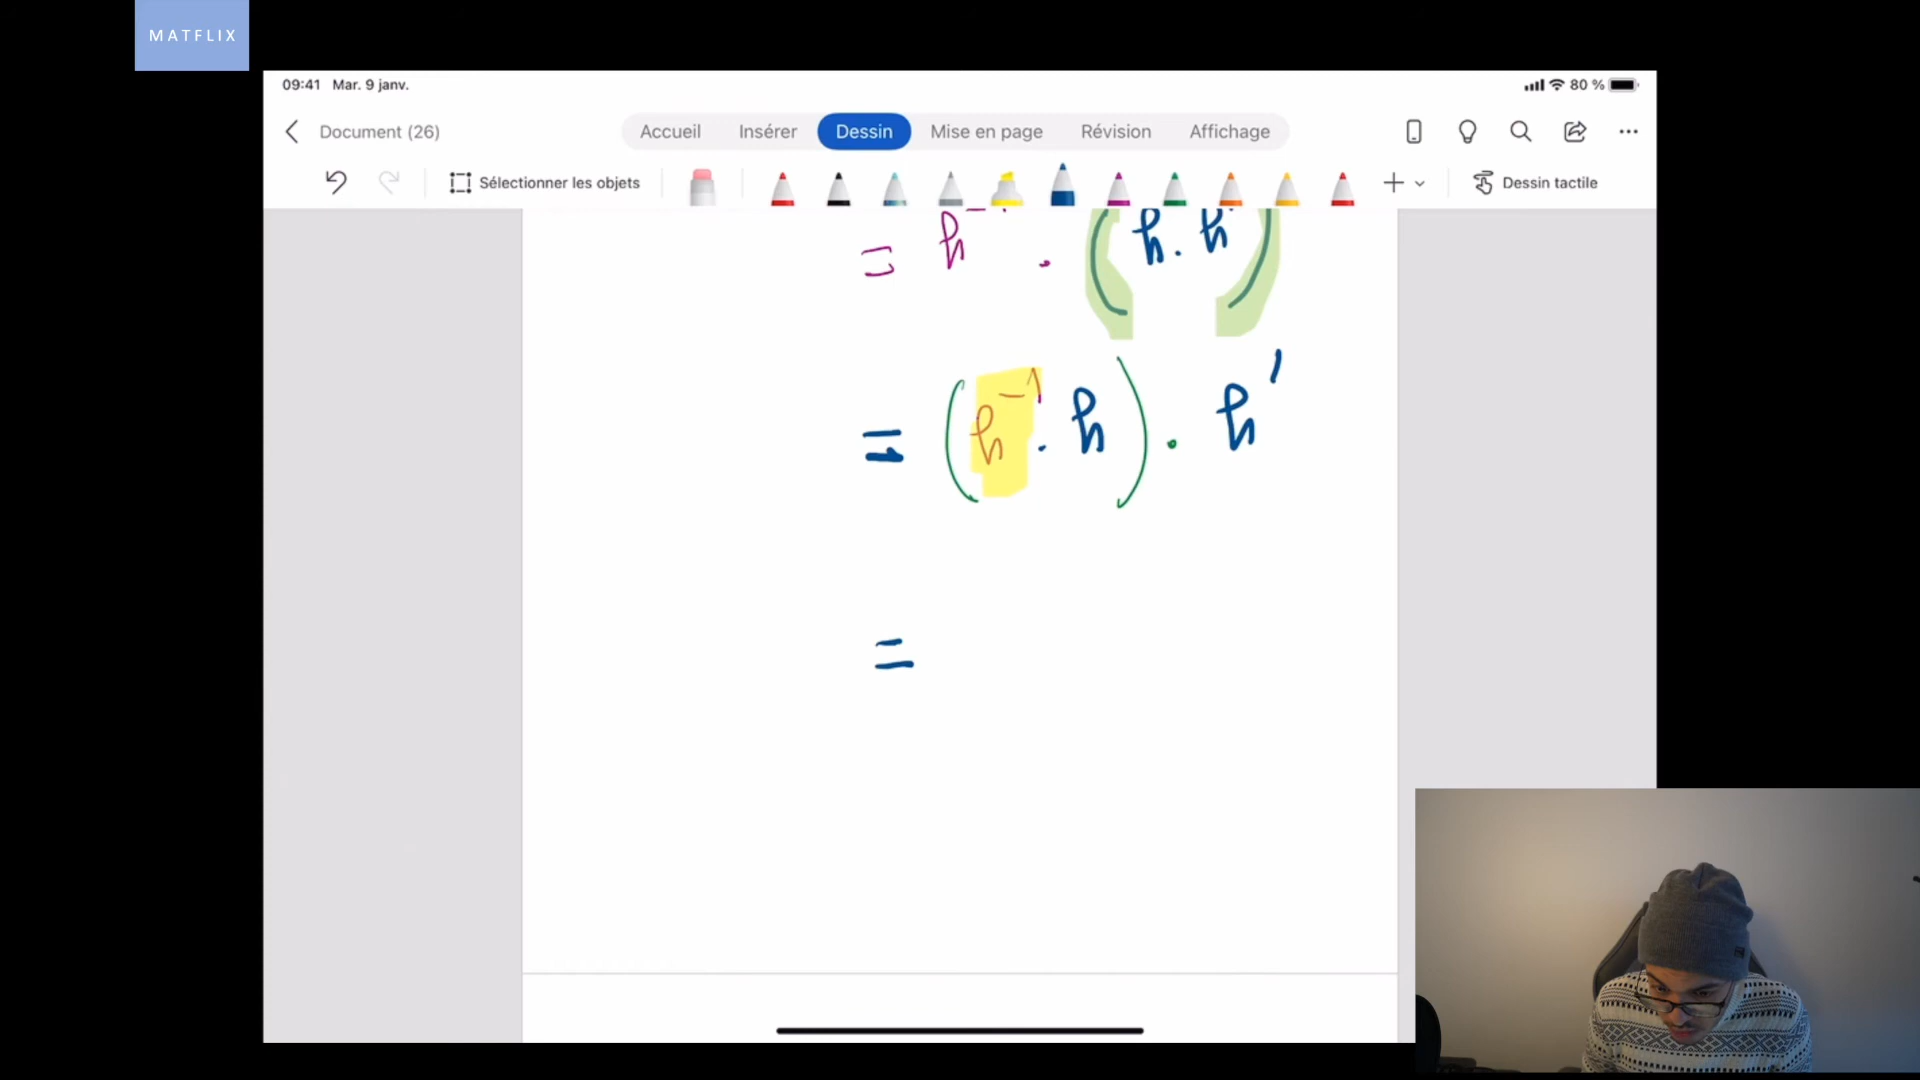 MATFLIX
09:41 Mar. 9 janv. 80 %
Document (26) Accueil Insérer Dessin Mise en page Révision Affichage
Sélectionner les objets Dessin tactile
= h⁻¹ . (h . h')
= (h⁻¹ . h) . h'
=